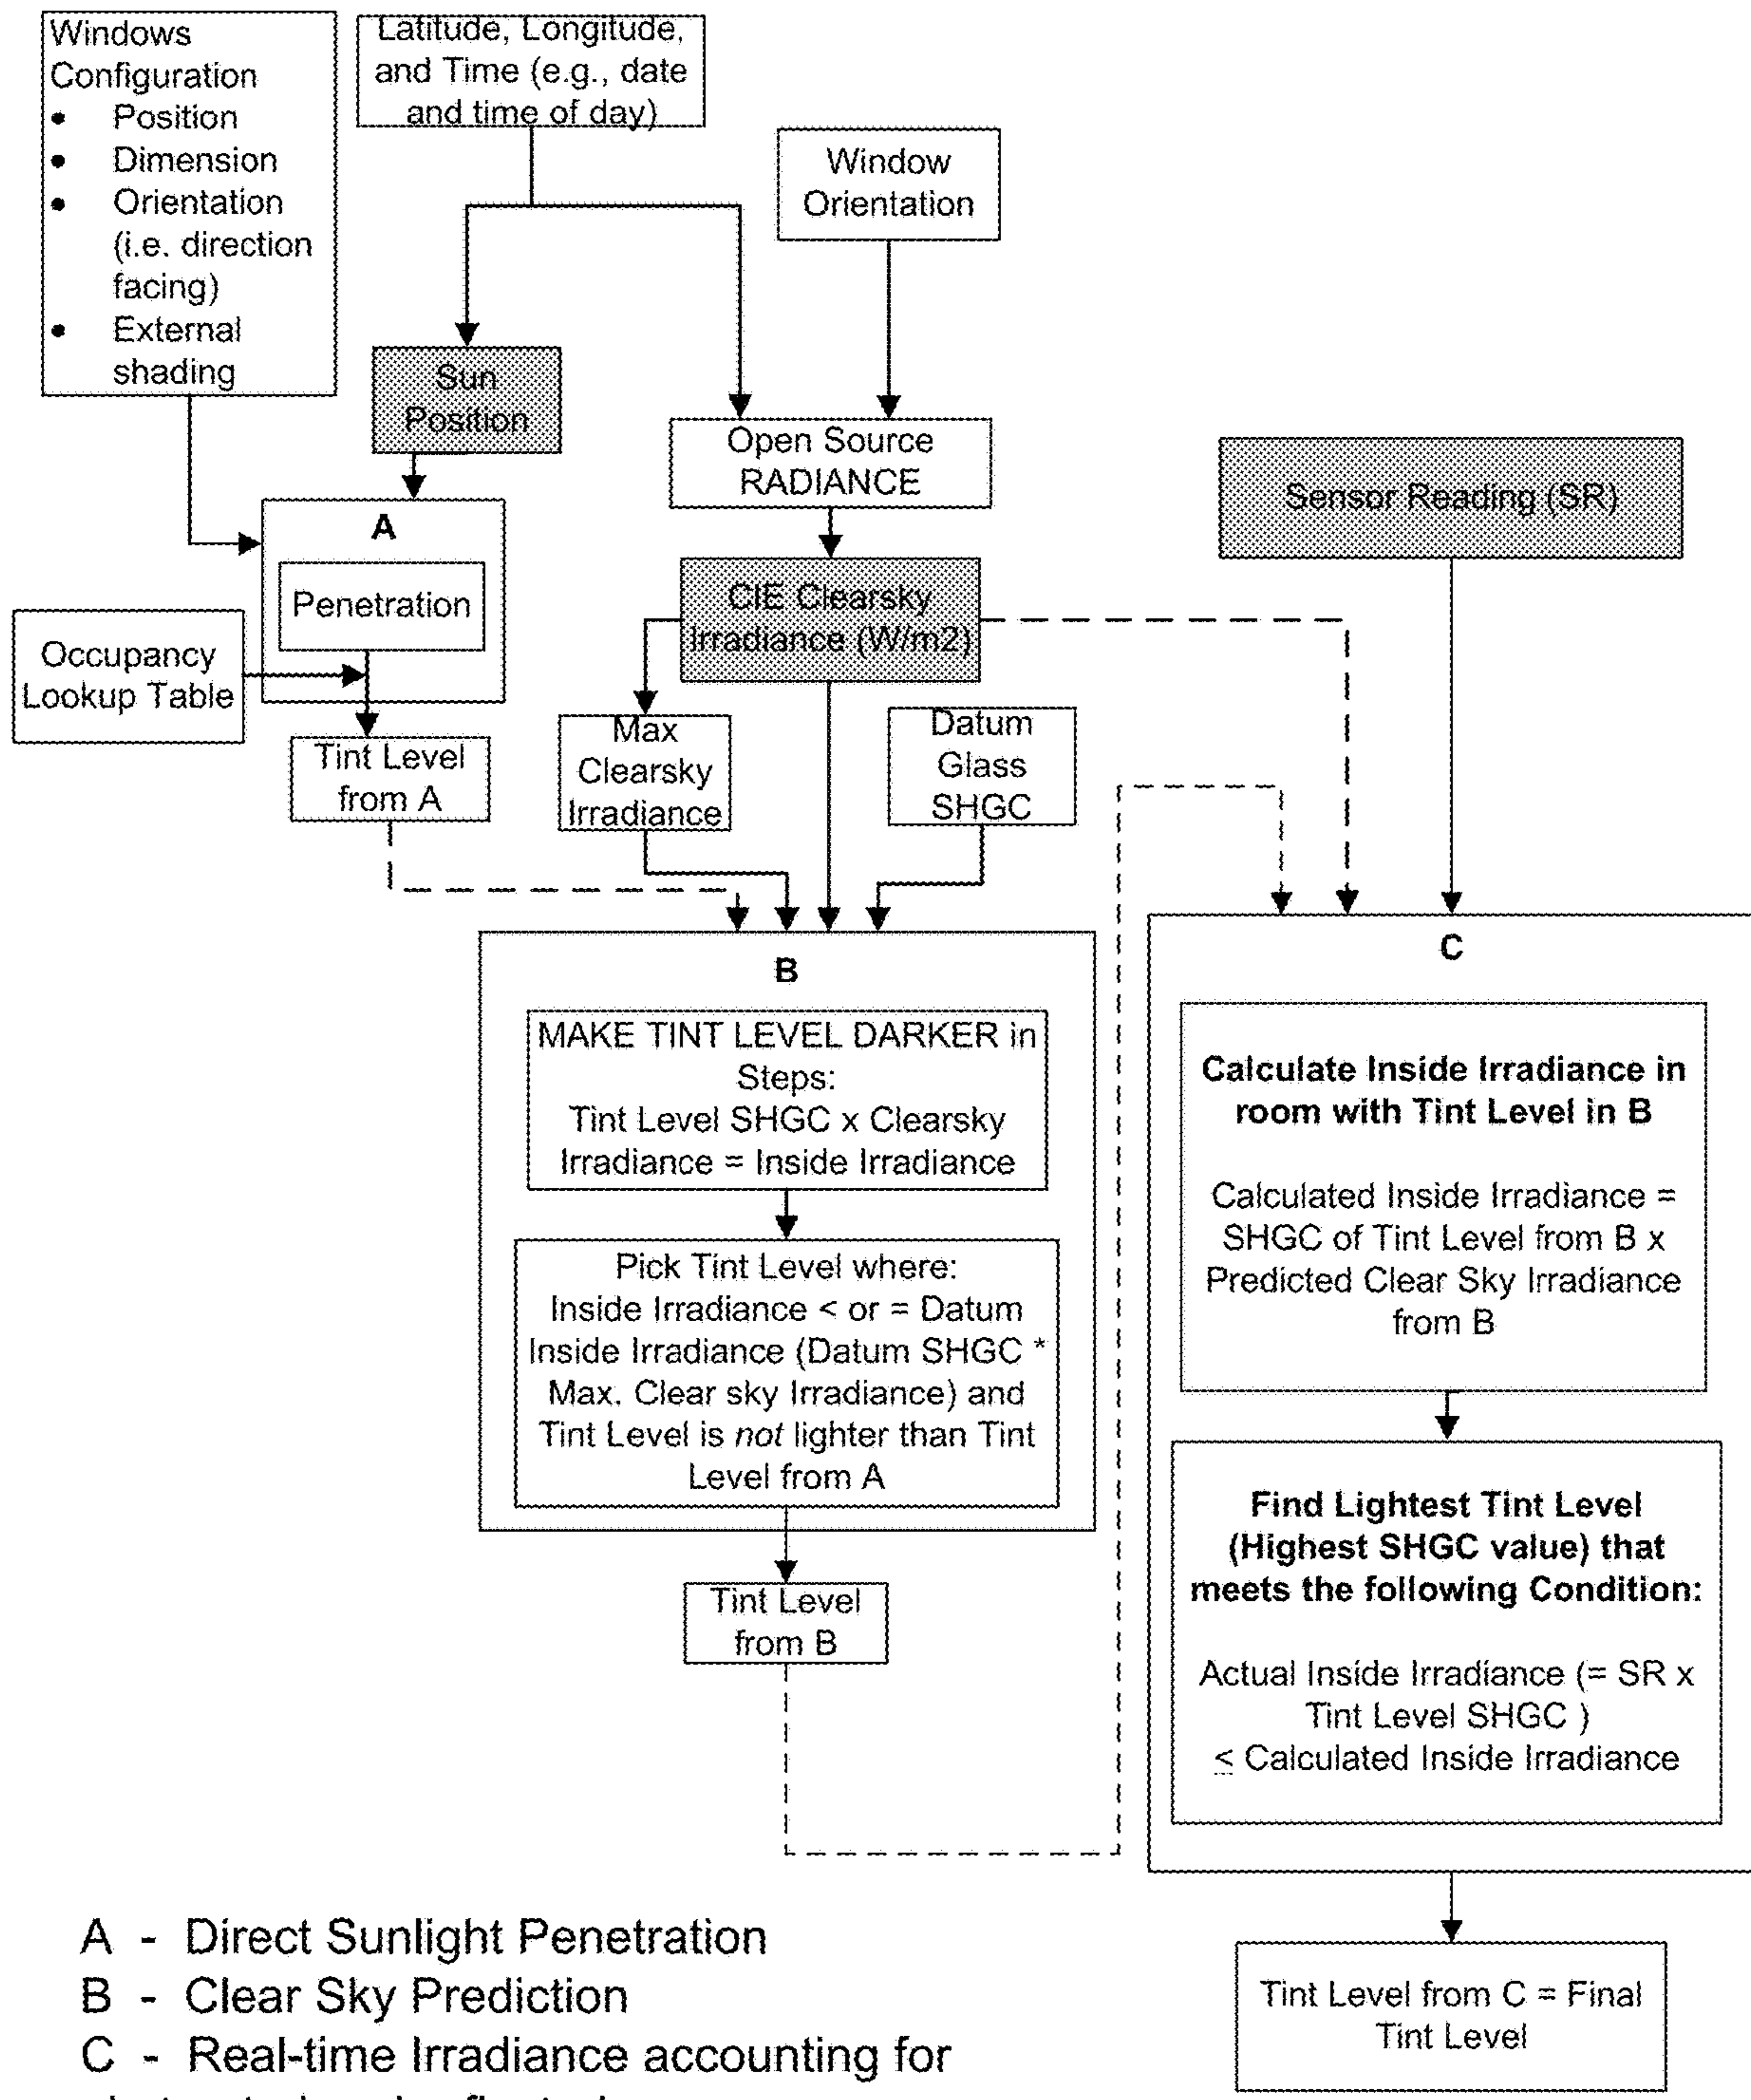 Windows
Configuration
• Position
• Dimension
• Orientation
(i.e. direction
facing)
• External
shading
Latitude, Longitude,
and Time (e.g., date
and time of day)
Window
Orientation
Sun
Position
Open Source
RADIANCE
Sensor Reading (SR)
A
Penetration
CIE Clearsky
Irradiance (W/m2)
Occupancy
Lookup Table
Tint Level
from A
Max
Clearsky
Irradiance
Datum
Glass
SHGC
B
MAKE TINT LEVEL DARKER in
Steps:
Tint Level SHGC x Clearsky
Irradiance = Inside Irradiance
Pick Tint Level where:
Inside Irradiance < or = Datum
Inside Irradiance (Datum SHGC *
Max. Clear sky Irradiance) and
Tint Level is not lighter than Tint
Level from A
Tint Level
from B
C
Calculate Inside Irradiance in
room with Tint Level in B
Calculated Inside Irradiance =
SHGC of Tint Level from B x
Predicted Clear Sky Irradiance
from B
Find Lightest Tint Level
(Highest SHGC value) that
meets the following Condition:
Actual Inside Irradiance (= SR x
Tint Level SHGC )
≤ Calculated Inside Irradiance
Tint Level from C = Final
Tint Level
A - Direct Sunlight Penetration
B - Clear Sky Prediction
C - Real-time Irradiance accounting for